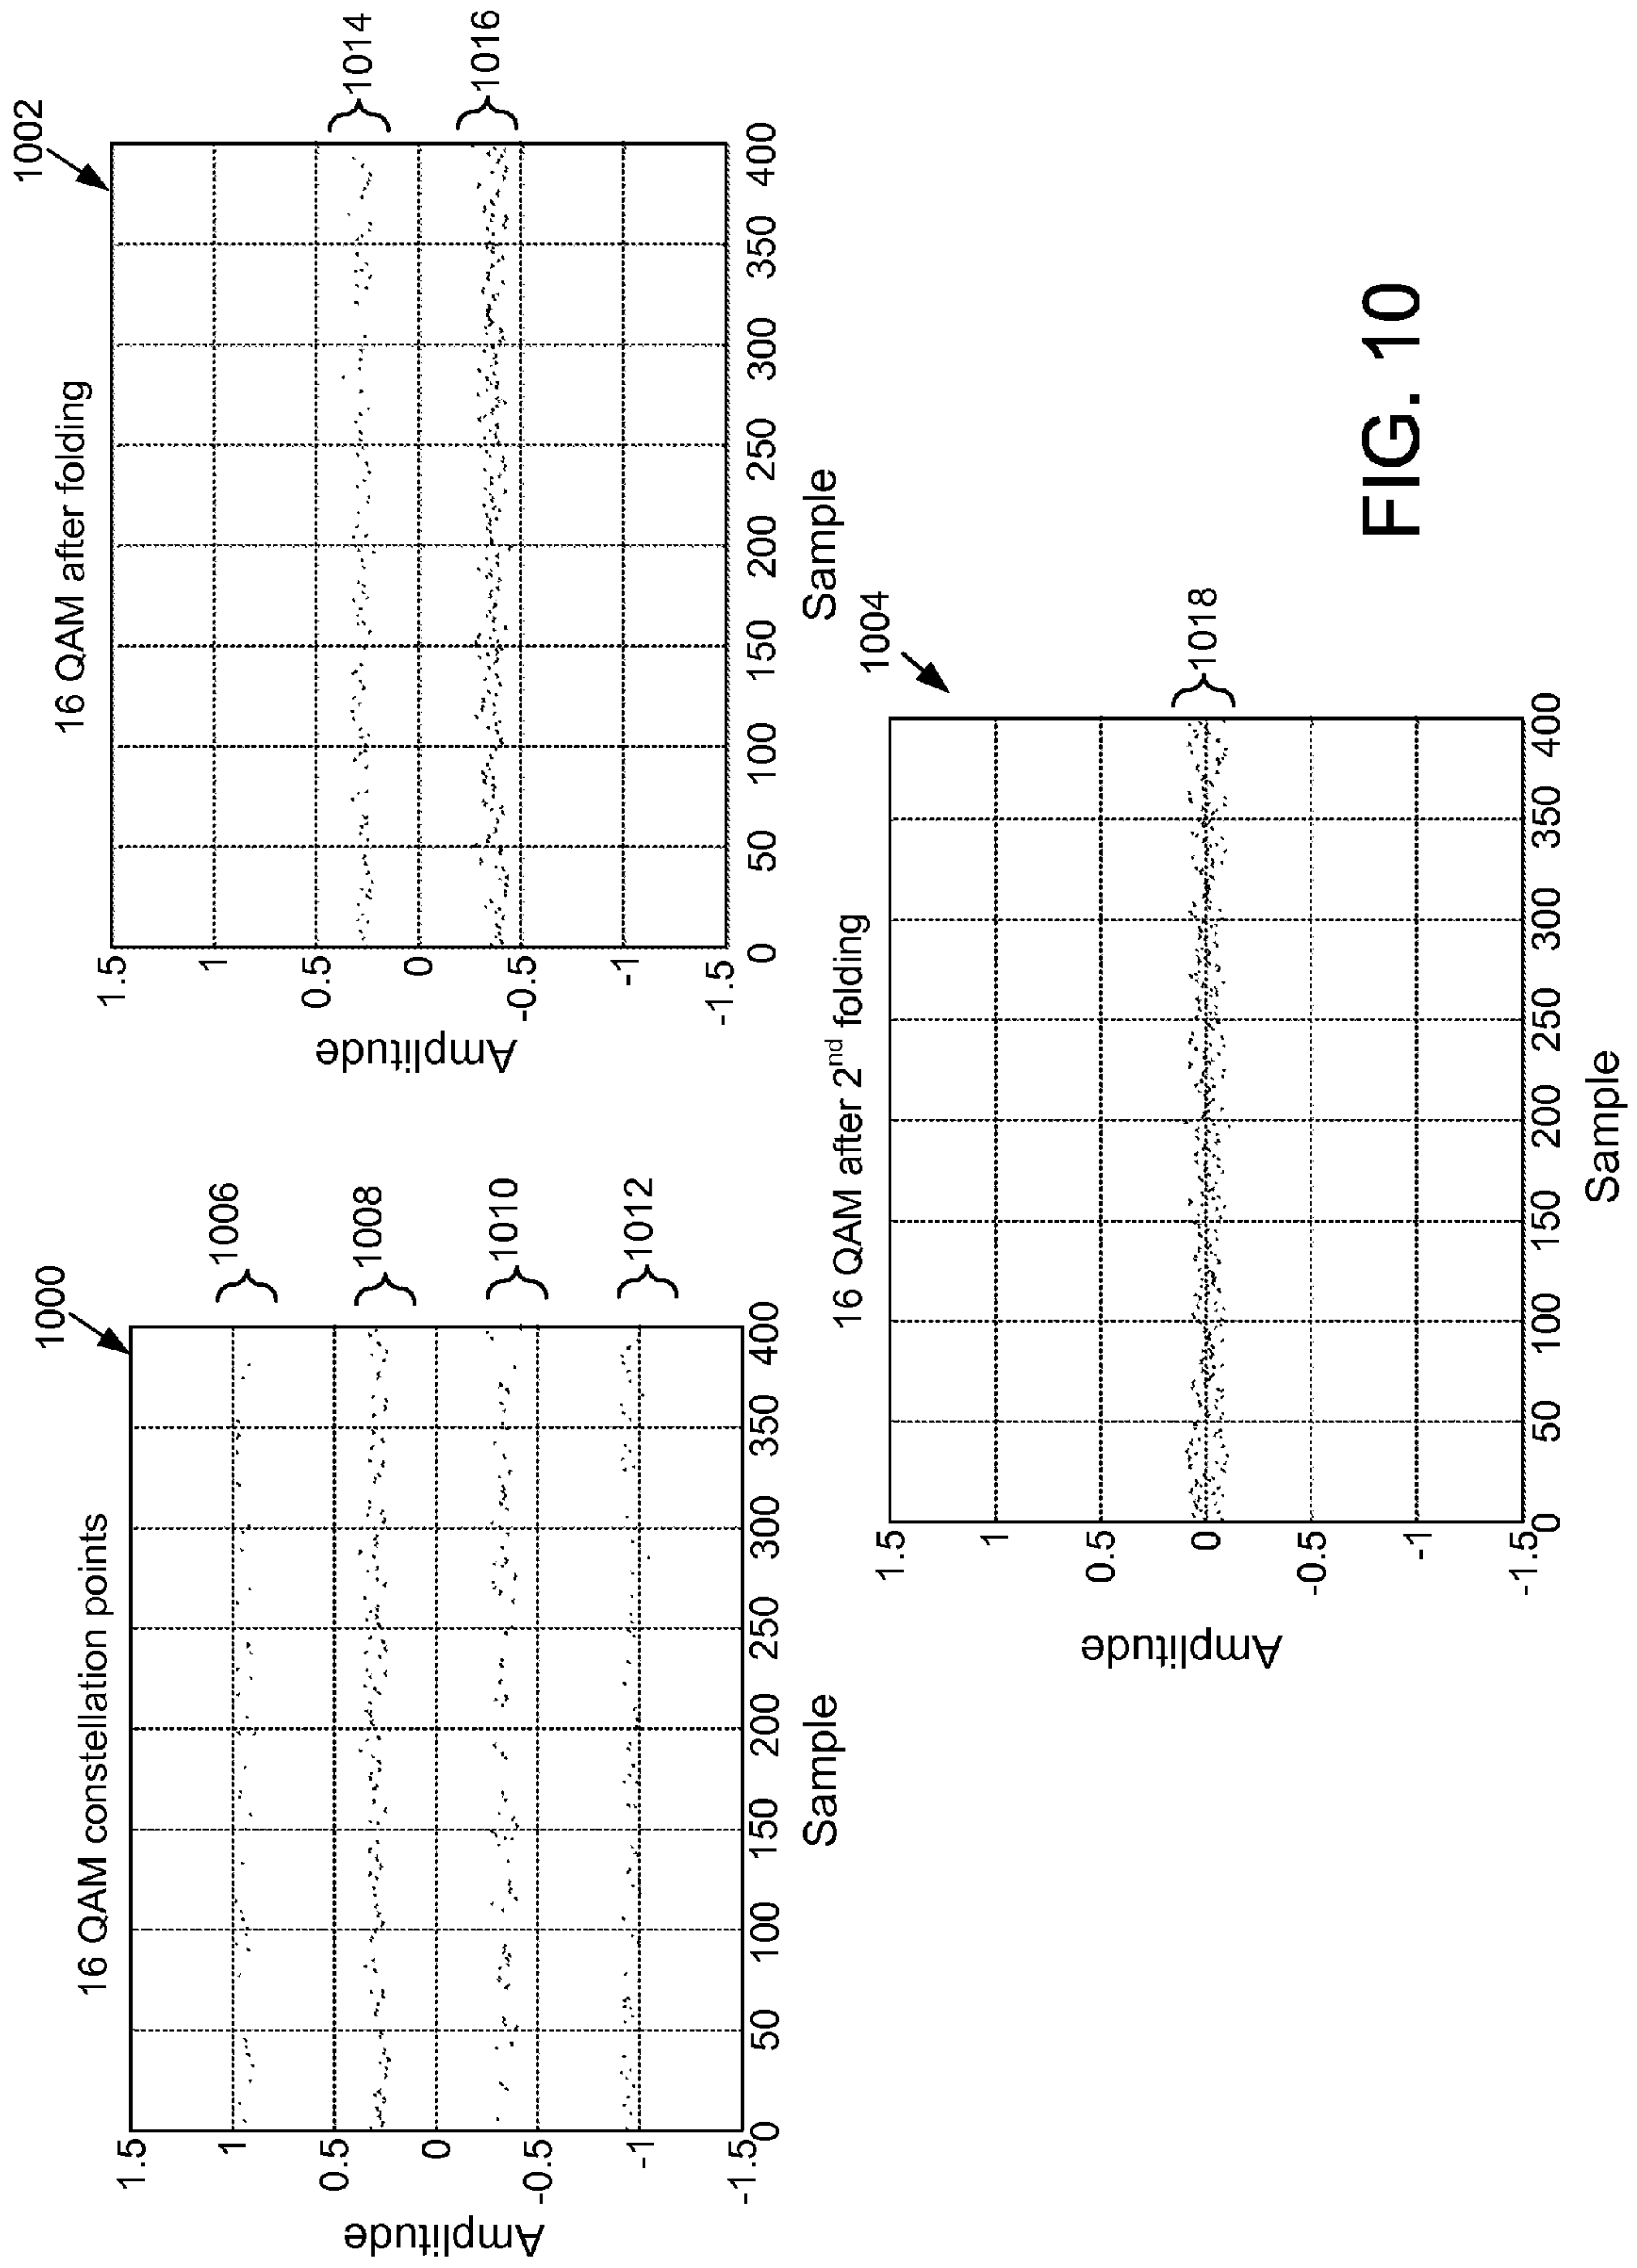 16 QAM constellation points
1000
1.5
1
0.5
0
-0.5
-1
-1.5
Amplitude
0 50 100 150 200 250 300 350 400
Sample
1006
1008
1010
1012
16 QAM after folding
1002
1.5
1
0.5
0
-0.5
-1
-1.5
Amplitude
0 50 100 150 200 250 300 350 400
Sample
1014
1016
16 QAM after 2nd folding
1004
1.5
1
0.5
0
-0.5
-1
-1.5
Amplitude
0 50 100 150 200 250 300 350 400
Sample
1018
FIG. 10